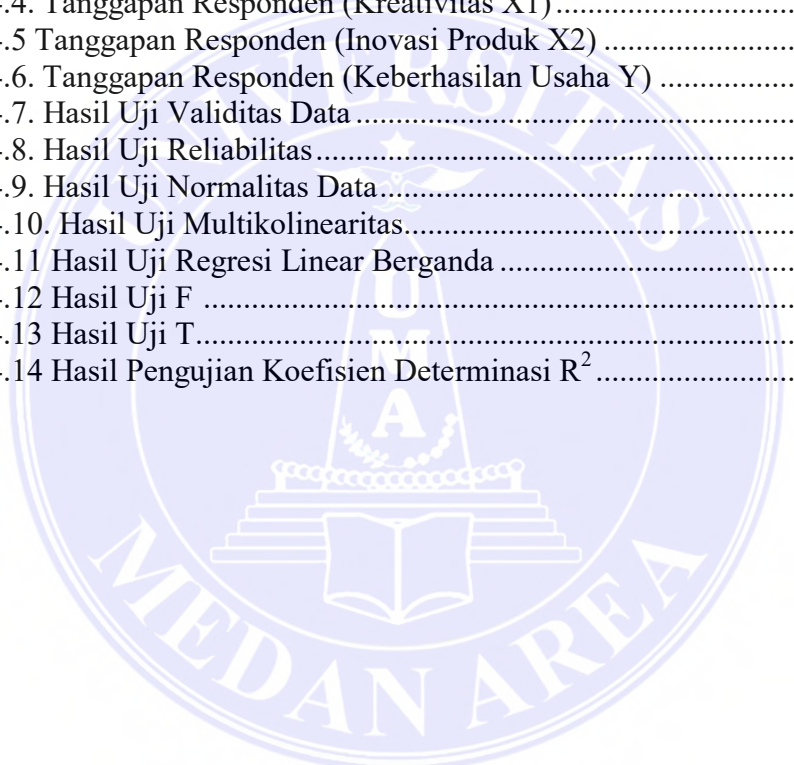 .4. Tanggapan Responden (Kreativitas X1)................................
.5 Tanggapan Responden (Inovasi Produk X2) .........................
.6. Tanggapan Responden (Keberhasilan Usaha Y) ..................
.7. Hasil Uji Validitas Data..........................................................
.8. Hasil Uji Reliabilitas...............................................................
.9. Hasil Uji Normalitas Data.......................................................
.10. Hasil Uji Multikolinearitas....................................................
.11 Hasil Uji Regresi Linear Berganda ........................................
.12 Hasil Uji F ..............................................................................
.13 Hasil Uji T...............................................................................
.14 Hasil Pengujian Koefisien Determinasi R²..........................
UNIVERSITAS
UMA
MEDAN AREA